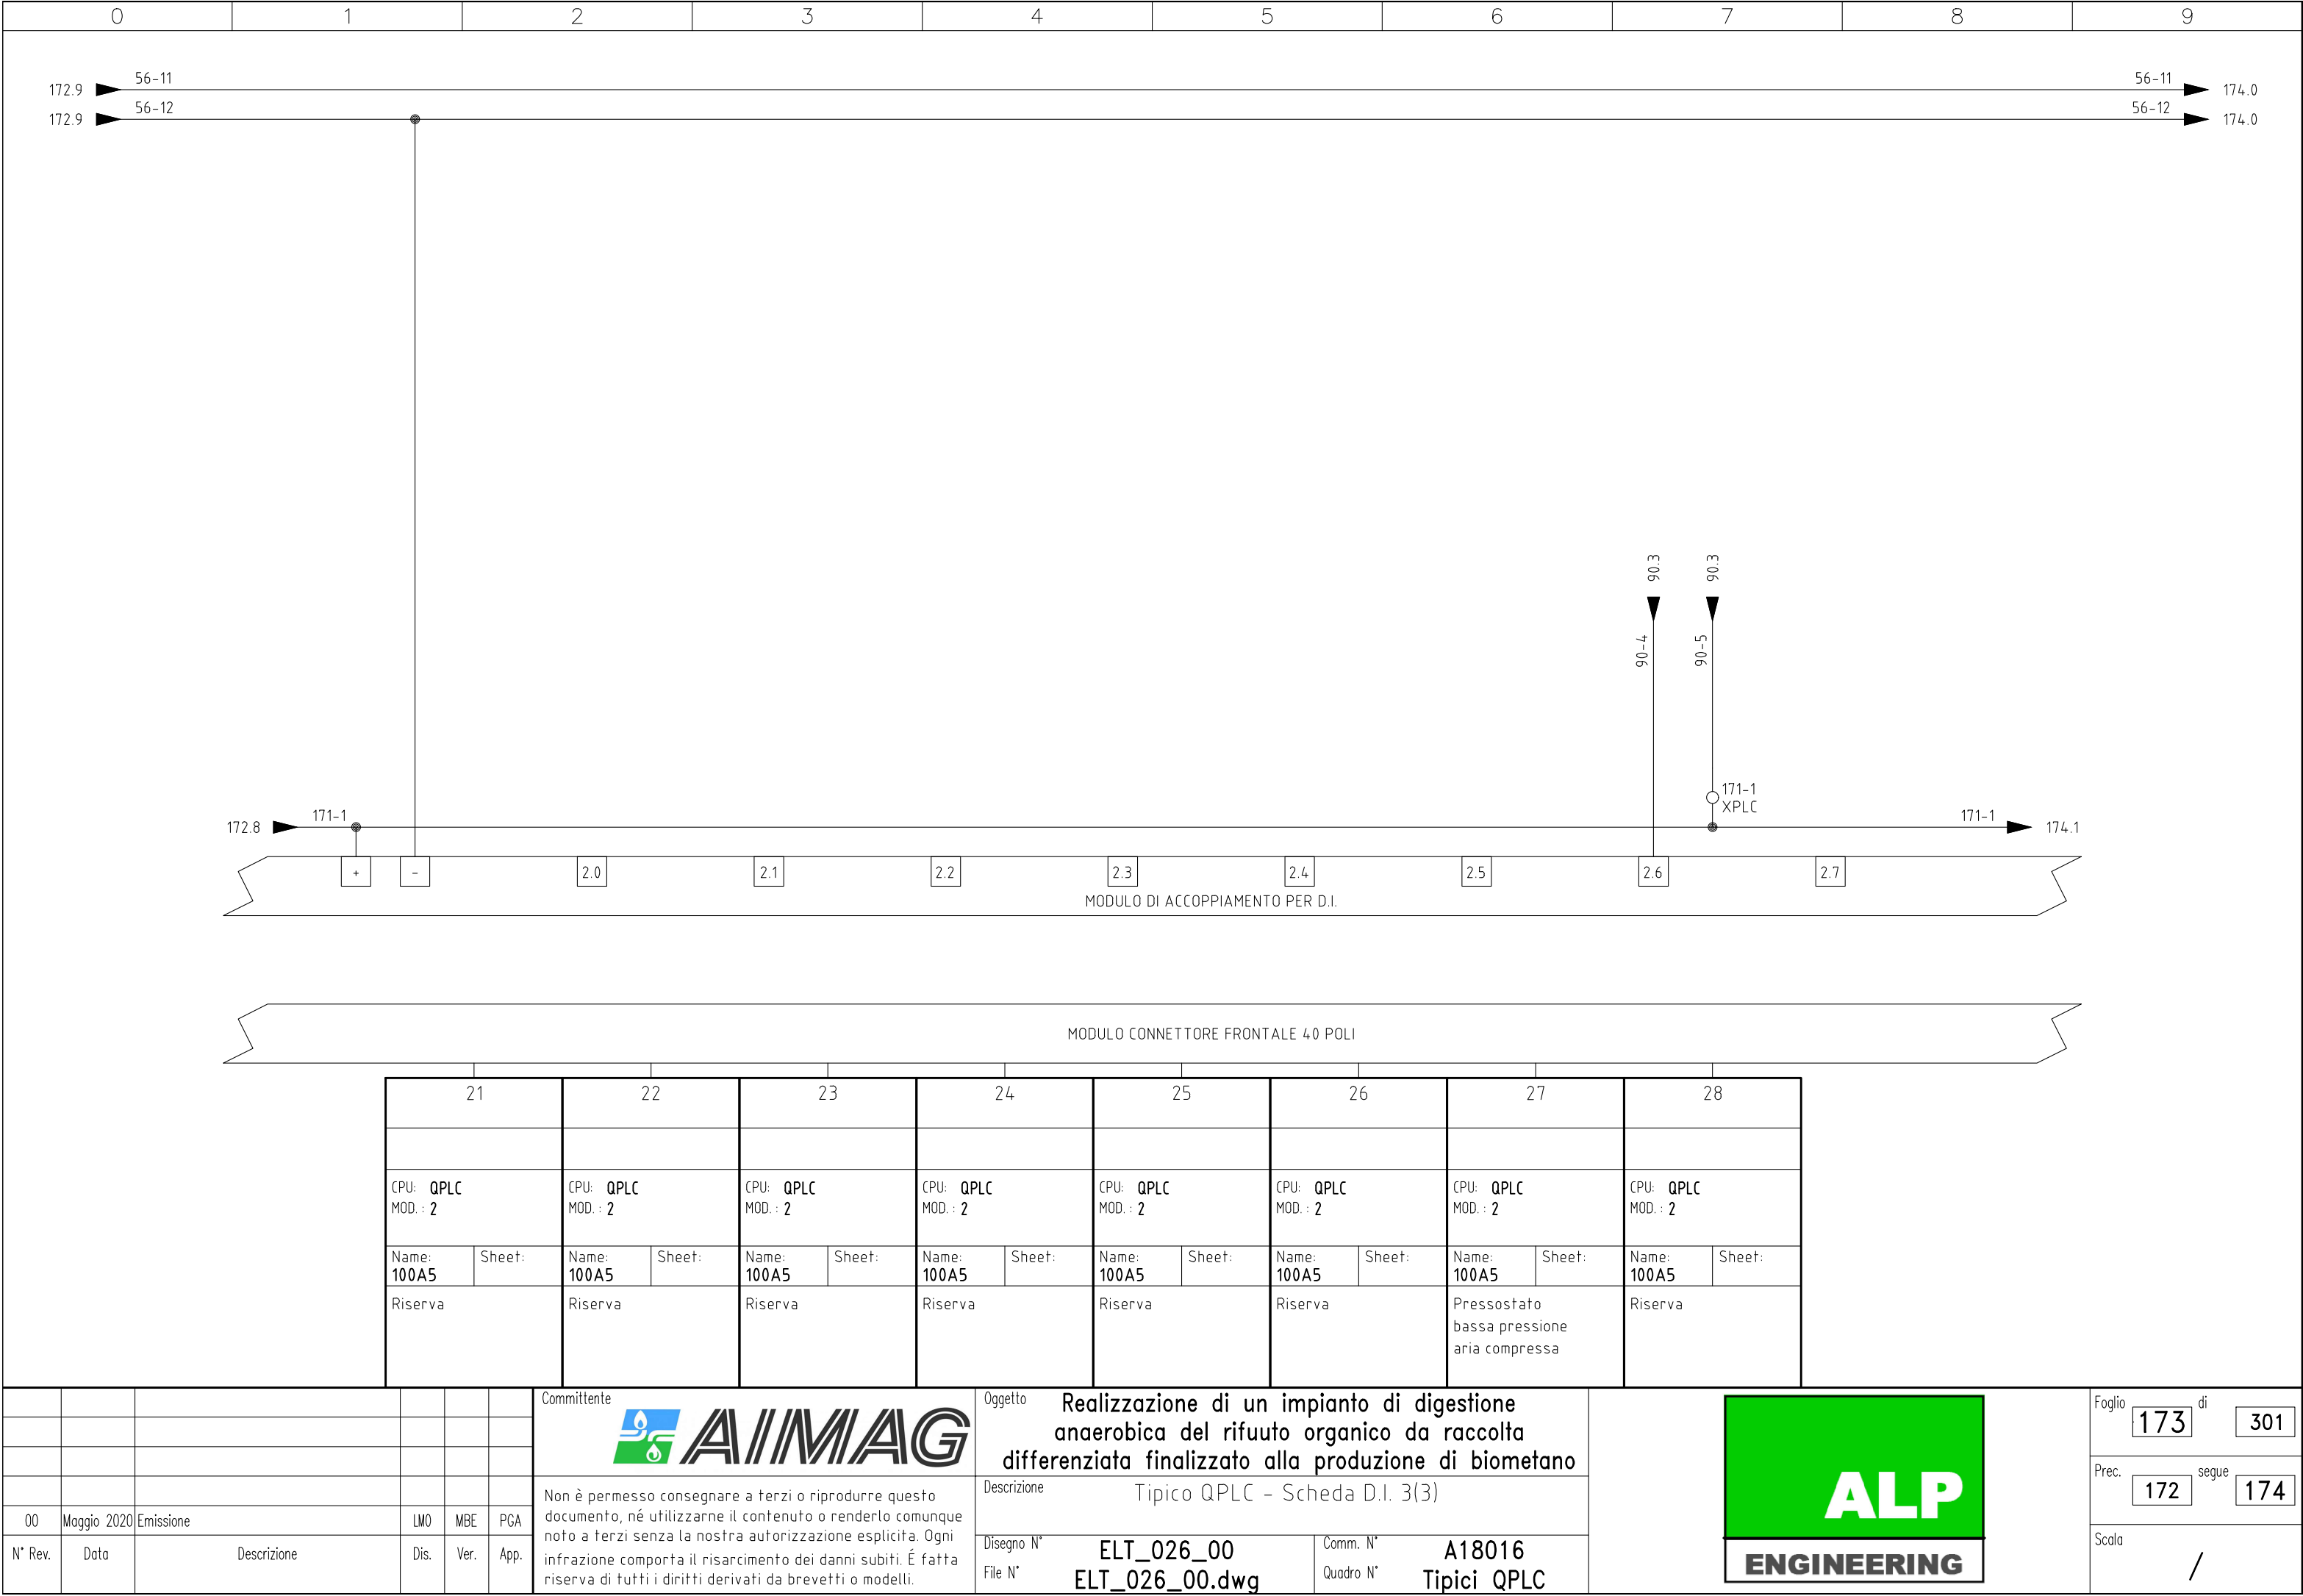 0 1 2 3 4 5 6 7 8 9
172.9 56-11 56-11 174.0
172.9 56-12 56-12 174.0
90.3 90.3
90-4 90-5
171-1
XPLC
172.8 171-1 171-1 174.1
+ - 2.0 2.1 2.2 2.3 2.4 2.5 2.6 2.7
MODULO DI ACCOPPIAMENTO PER D.I.
MODULO CONNETTORE FRONTALE 40 POLI
21 22 23 24 25 26 27 28
CPU: QPLC CPU: QPLC CPU: QPLC CPU: QPLC CPU: QPLC CPU: QPLC CPU: QPLC CPU: QPLC
MOD. : 2 MOD. : 2 MOD. : 2 MOD. : 2 MOD. : 2 MOD. : 2 MOD. : 2 MOD. : 2
Name: Sheet: Name: Sheet: Name: Sheet: Name: Sheet: Name: Sheet: Name: Sheet: Name: Sheet: Name: Sheet:
100A5 100A5 100A5 100A5 100A5 100A5 100A5 100A5
Riserva Riserva Riserva Riserva Riserva Riserva Pressostato Riserva
bassa pressione
aria compressa
00 Maggio 2020 Emissione LMO MBE PGA
N° Rev. Data Descrizione Dis. Ver. App.
Committente
AIMAG
Non è permesso consegnare a terzi o riprodurre questo
documento, né utilizzarne il contenuto o renderlo comunque
noto a terzi senza la nostra autorizzazione esplicita. Ogni
infrazione comporta il risarcimento dei danni subiti. É fatta
riserva di tutti i diritti derivati da brevetti o modelli.
Oggetto Realizzazione di un impianto di digestione
anaerobica del rifuuto organico da raccolta
differenziata finalizzato alla produzione di biometano
Descrizione Tipico QPLC - Scheda D.I. 3(3)
Disegno N° ELT_026_00 Comm. N° A18016
File N° ELT_026_00.dwg Quadro N° Tipici QPLC
ALP
ENGINEERING
Foglio 173 di 301
Prec. 172 segue 174
Scala /